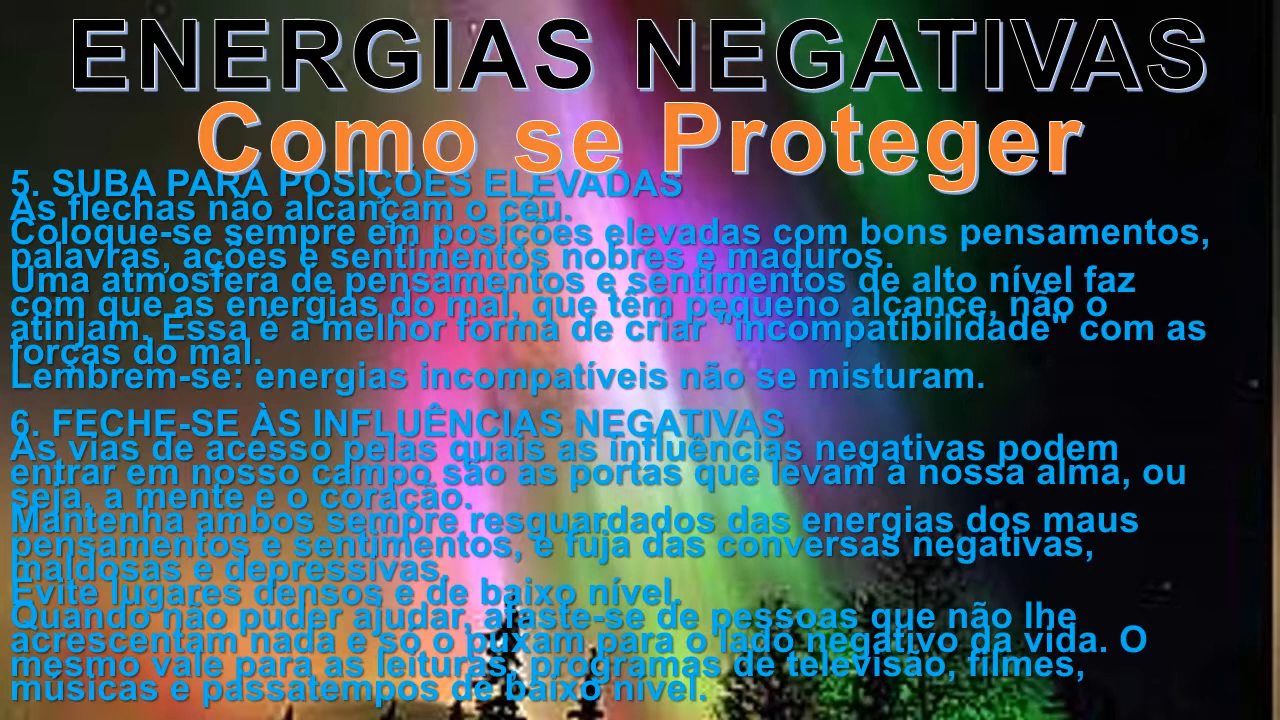 ENERGIAS NEGATIVAS
Como se Proteger
5. SUBA PARA POSIÇÕES ELEVADAS
As flechas não alcançam o céu.
Coloque-se sempre em posições elevadas com bons pensamentos,
palavras, ações e sentimentos nobres e maduros.
Uma atmosfera de pensamentos e sentimentos de alto nível faz
com que as energias do mal, que têm pequeno alcance, não o
atinjam. Essa é a melhor forma de criar "incompatibilidade" com as
forças do mal.
Lembrem-se: energias incompatíveis não se misturam.
6. FECHE-SE ÀS INFLUÊNCIAS NEGATIVAS
As vias de acesso pelas quais as influências negativas podem
entrar em nosso campo são as portas que levam a nossa alma, ou
seja, a mente e o coração.
Mantenha ambos sempre resguardados das energias dos maus
pensamentos e sentimentos, e fuja das conversas negativas,
maldosas e depressivas.
Evite lugares densos e de baixo nível.
Quando não puder ajudar, afaste-se de pessoas que não lhe
acrescentam nada e só o puxam para o lado negativo da vida. O
mesmo vale para as leituras, programas de televisão, filmes,
músicas e passatempos de baixo nível.